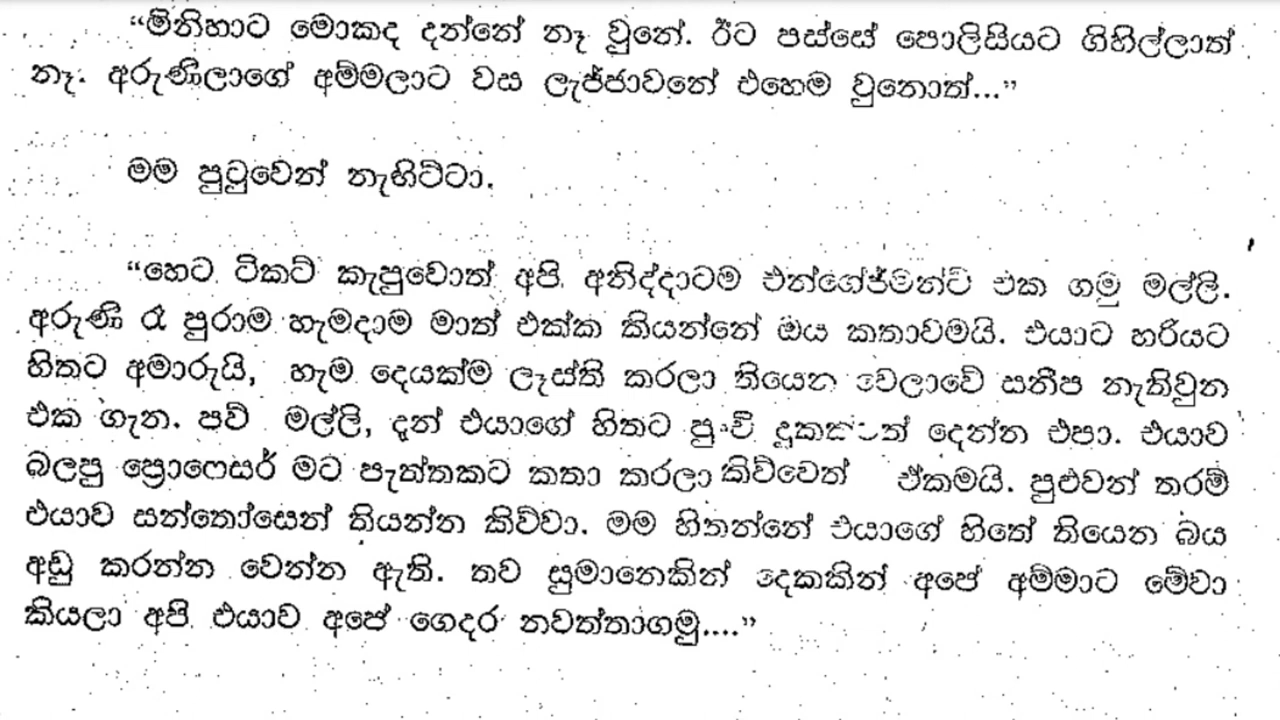 “මිනිහාට මොකද දන්නේ නෑ වුනේ. ඊට පස්සේ පොලිසියට ගිහිල්ලාත්
නෑ. අරුණිලාගේ අම්මලාට වස ලැජ්ජාවනේ එහෙම වුනොත්...”
මම පුටුවෙන් නැඟිට්ටා.
“හෙට ටිකට් කැපුවොත් අපි අනිද්දාටම එන්ගේජ්මන්ට් එක ගමු මල්ලි.
අරුණි රෑ පුරාම හැමදාම මාත් එක්ක කියන්නේ ඔය කතාවමයි. එයාට හරියට
හිතට අමාරුයි, හැම දෙයක්ම ලෑස්ති කරලා තියෙන වෙලාවේ සනීප නැතිවුන
එක ගැන. පව් මල්ලි, දැන් එයාගේ හිතට පුංචි දෙන්න එපා. එයාව
බලපු ප්‍රොෆෙසර් මට පැත්තකට කතා කරලා කිව්වෙත් ඒකමයි. පුළුවන් තරම්
එයාව සන්තෝසෙන් තියන්න කිව්වා. මම හිතන්නේ එයාගේ හිතේ තියෙන බය
අඩු කරන්න වෙන්න ඇති. තව සුමානෙකින් දෙකකින් අපේ අම්මාට මේවා
කියලා අපි එයාව අපේ ගෙදර නවත්තාගමු....”